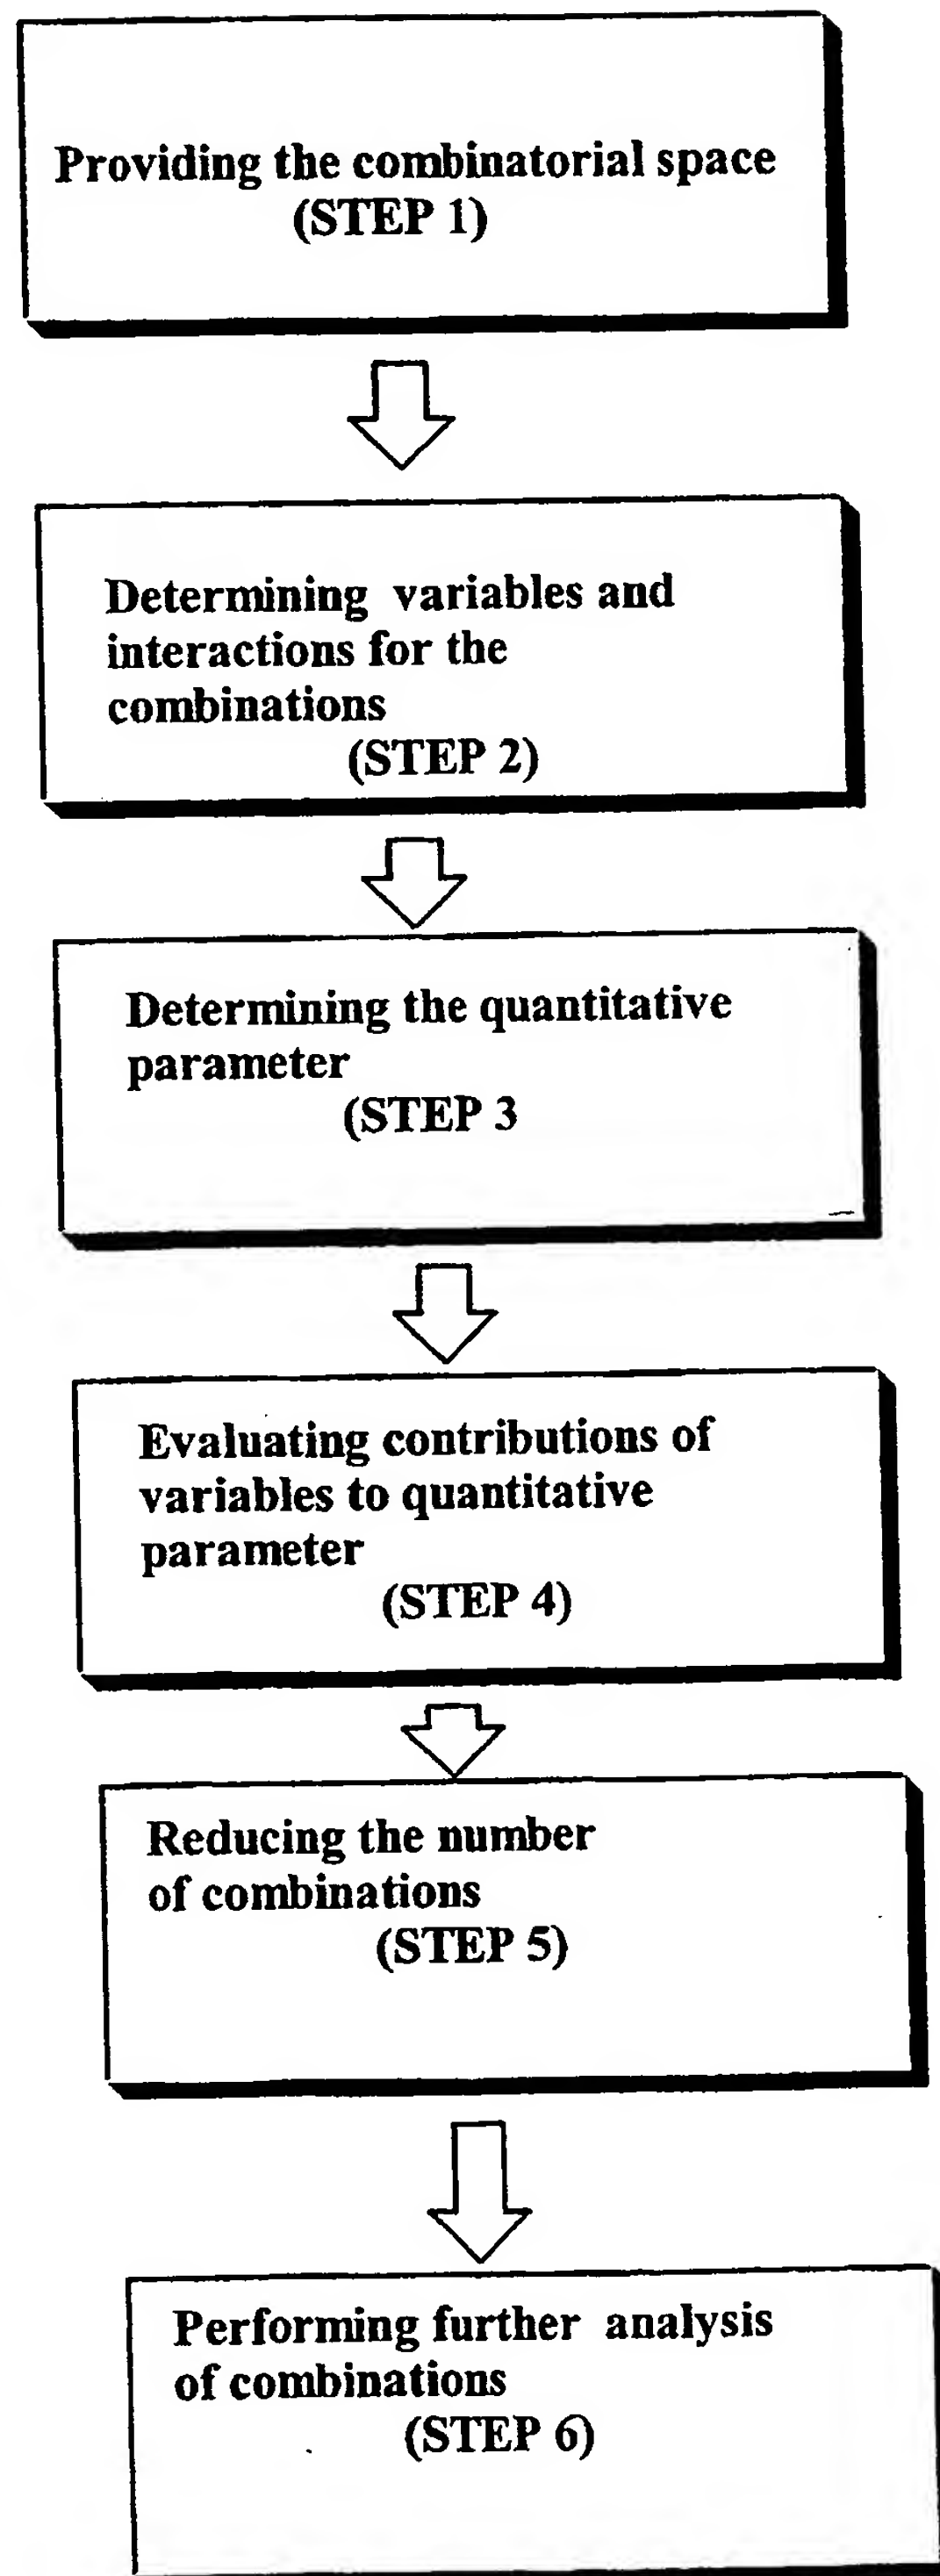 Providing the combinatorial space
(STEP 1)
Determining variables and
interactions for the
combinations
(STEP 2)
Determining the quantitative
parameter
(STEP 3
Evaluating contributions of
variables to quantitative
parameter
(STEP 4)
Reducing the number
of combinations
(STEP 5)
Performing further analysis
of combinations
(STEP 6)